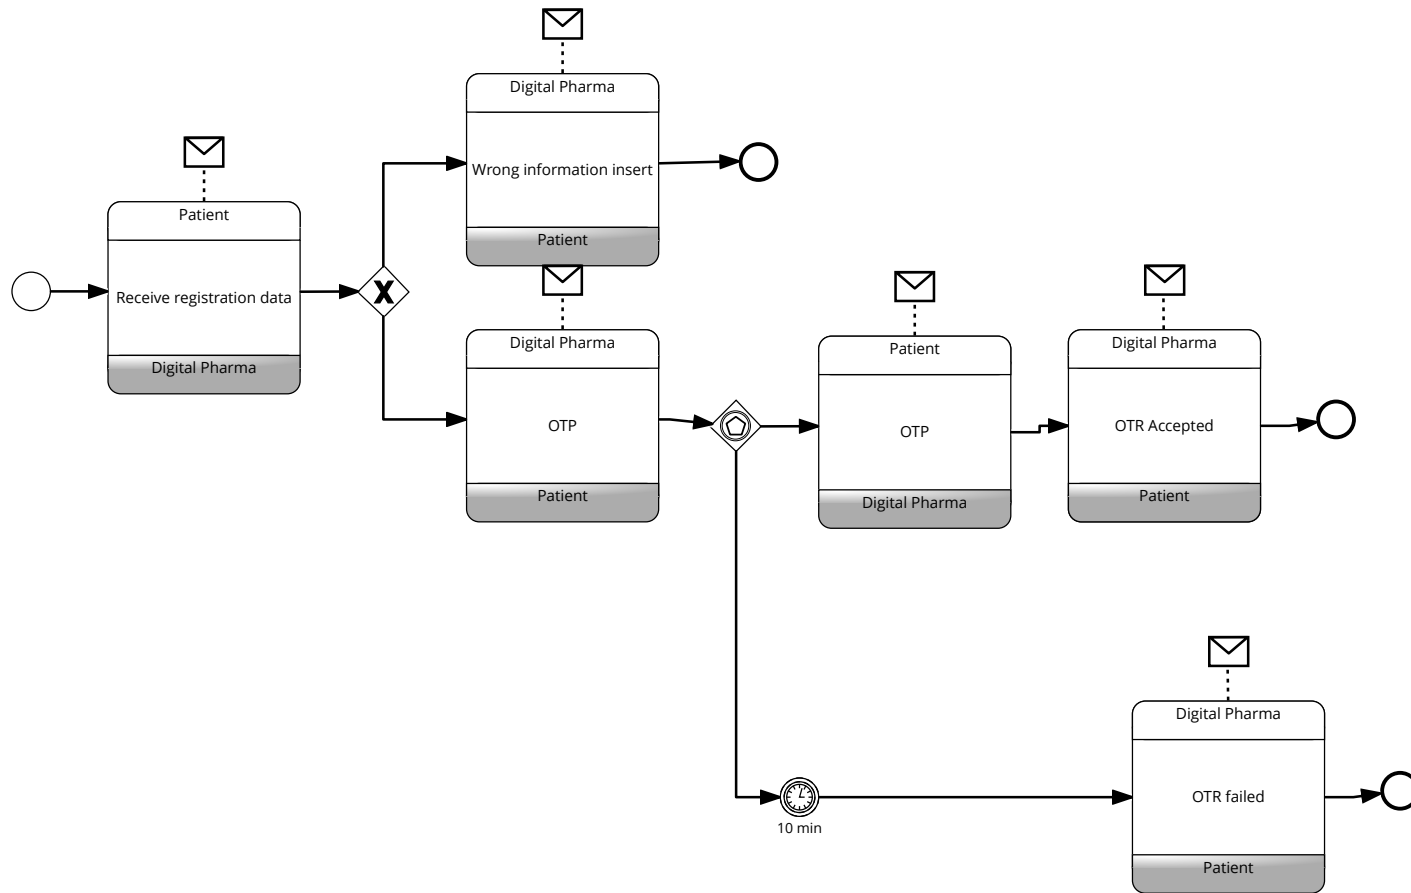 Digital Pharma
Wrong information insert
Patient
Patient
Receive registration data
Digital Pharma
Digital Pharma
OTP
Patient
Patient
OTP
Digital Pharma
Digital Pharma
OTR Accepted
Patient
10 min
Digital Pharma
OTR failed
Patient